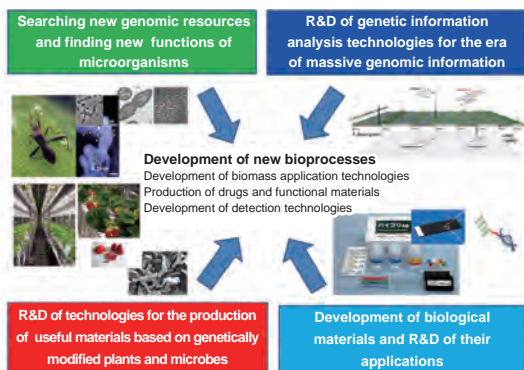 Searching new genomic resources
and finding new functions of
microorganisms
R&D of genetic information
analysis technologies for the era
of massive genomic information
Development of new bioprocesses
Development of biomass application technologies
Production of drugs and functional materials
Development of detection technologies
R&D of technologies for the production
of useful materials based on genetically
modified plants and microbes
Development of biological
materials and R&D of their
applications